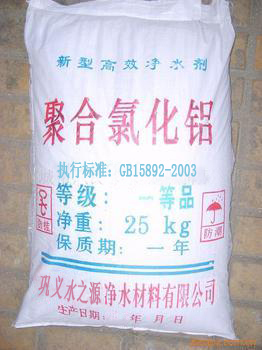 新型高效净水剂
聚合氯化铝
执行标准：GB15892-2003
等级：一等品
净重：25 kg
保质期：一年
防潮
巩义水之源净水材料有限公司
生产日期：　年　月　日